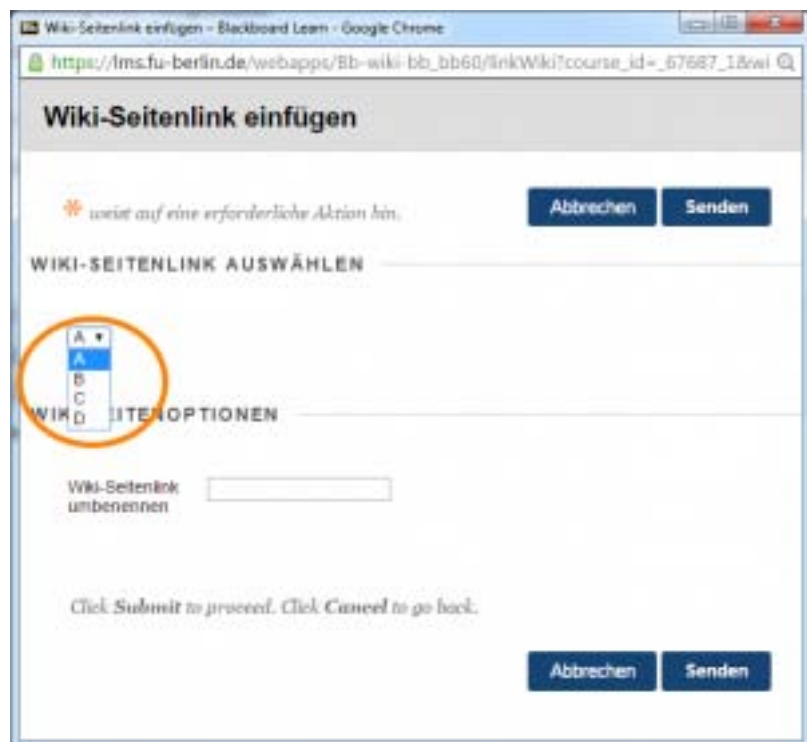 Wiki-Seitenlink einfügen - Blackboard Learn - Google Chrome
https://lms.fu-berlin.de/webapps/Bb-wiki-bb_bb60/linkWiki?course_id=_67687_1&wi
Wiki-Seitenlink einfügen
* weist auf eine erforderliche Aktion hin.
Abbrechen Senden
WIKI-SEITENLINK AUSWÄHLEN
A
A
B
C
D
WIK ITENOPTIONEN
Wiki-Seitenlink
umbenennen
Click Submit to proceed. Click Cancel to go back.
Abbrechen Senden